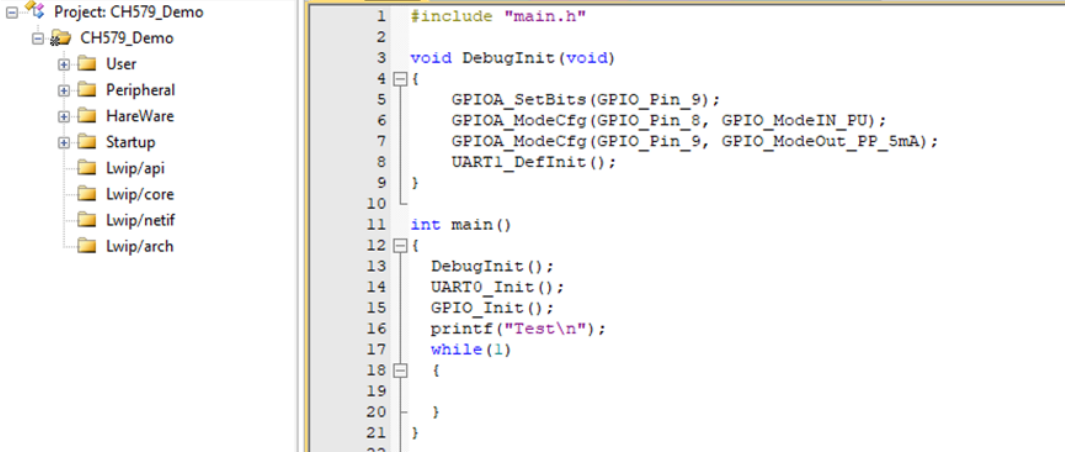 Project: CH579_Demo
CH579_Demo
User
Peripheral
HareWare
Startup
Lwip/api
Lwip/core
Lwip/netif
Lwip/arch
1 #include "main.h"
2
3 void DebugInit(void)
4 {
5 GPIOA_SetBits(GPIO_Pin_9);
6 GPIOA_ModeCfg(GPIO_Pin_8, GPIO_ModeIN_PU);
7 GPIOA_ModeCfg(GPIO_Pin_9, GPIO_ModeOut_PP_5mA);
8 UART1_DefInit();
9 }
10
11 int main()
12 {
13 DebugInit();
14 UART0_Init();
15 GPIO_Init();
16 printf("Test\n");
17 while(1)
18 {
19
20 }
21 }
22